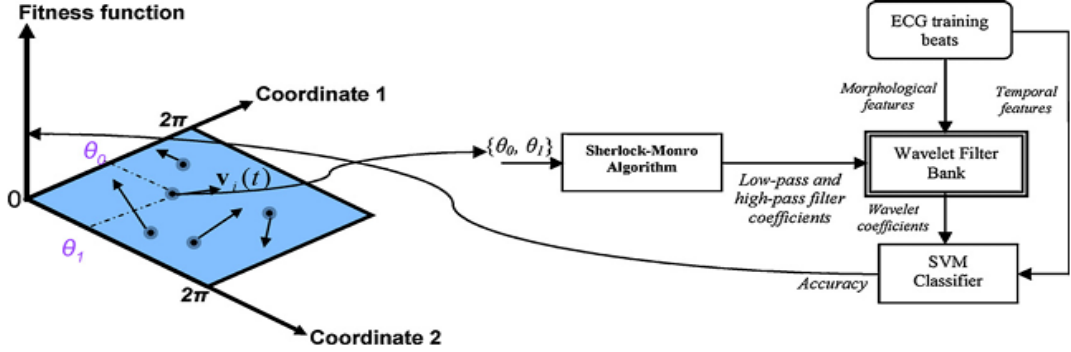 Fitness function
Coordinate 1
2π
θ₀
0
v i (t)
θ₁
2π
Coordinate 2
{θ₀, θ₁}
Sherlock-Monro
Algorithm
Low-pass and
high-pass filter
coefficients
ECG training
beats
Morphological
features
Temporal
features
Wavelet Filter
Bank
Wavelet
coefficients
SVM
Classifier
Accuracy